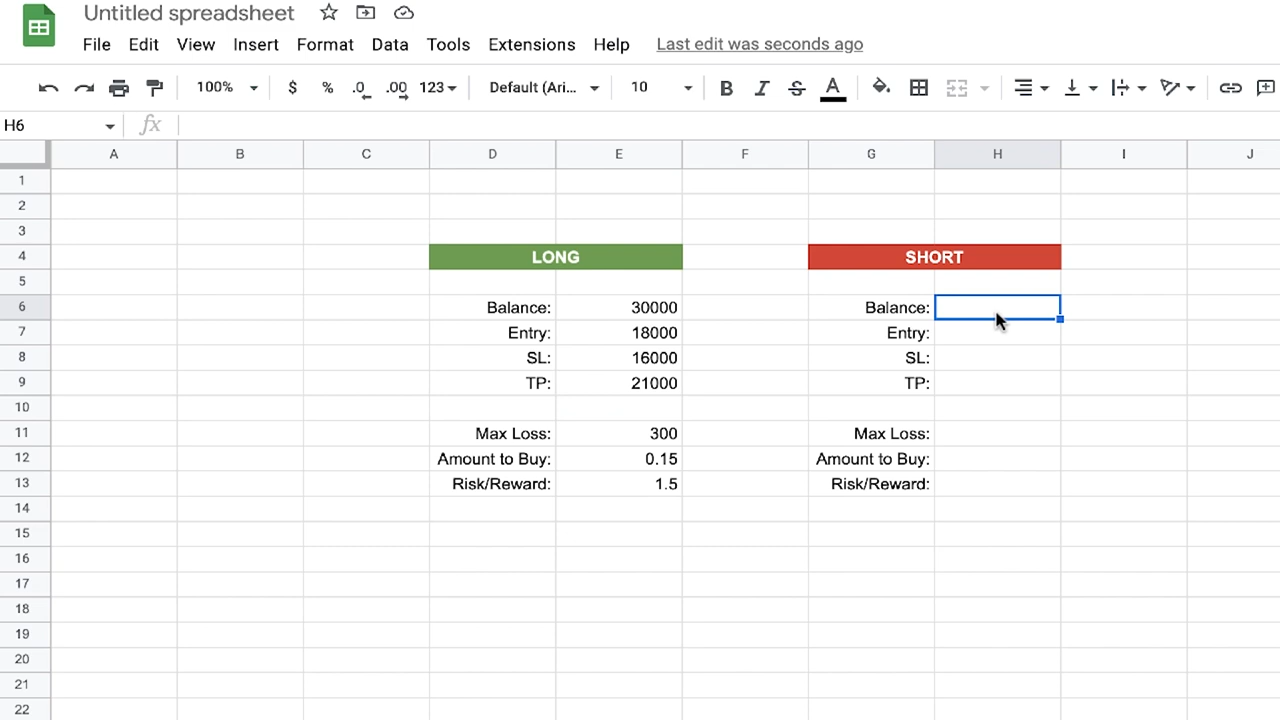 Untitled spreadsheet
File Edit View Insert Format Data Tools Extensions Help Last edit was seconds ago
100% $ % .0 .00 123 Default (Ari... 10 B I S A
H6 fx
A B C D E F G H I J
1
2
3
4 LONG SHORT
5
6 Balance: 30000 Balance:
7 Entry: 18000 Entry:
8 SL: 16000 SL:
9 TP: 21000 TP:
10
11 Max Loss: 300 Max Loss:
12 Amount to Buy: 0.15 Amount to Buy:
13 Risk/Reward: 1.5 Risk/Reward:
14
15
16
17
18
19
20
21
22